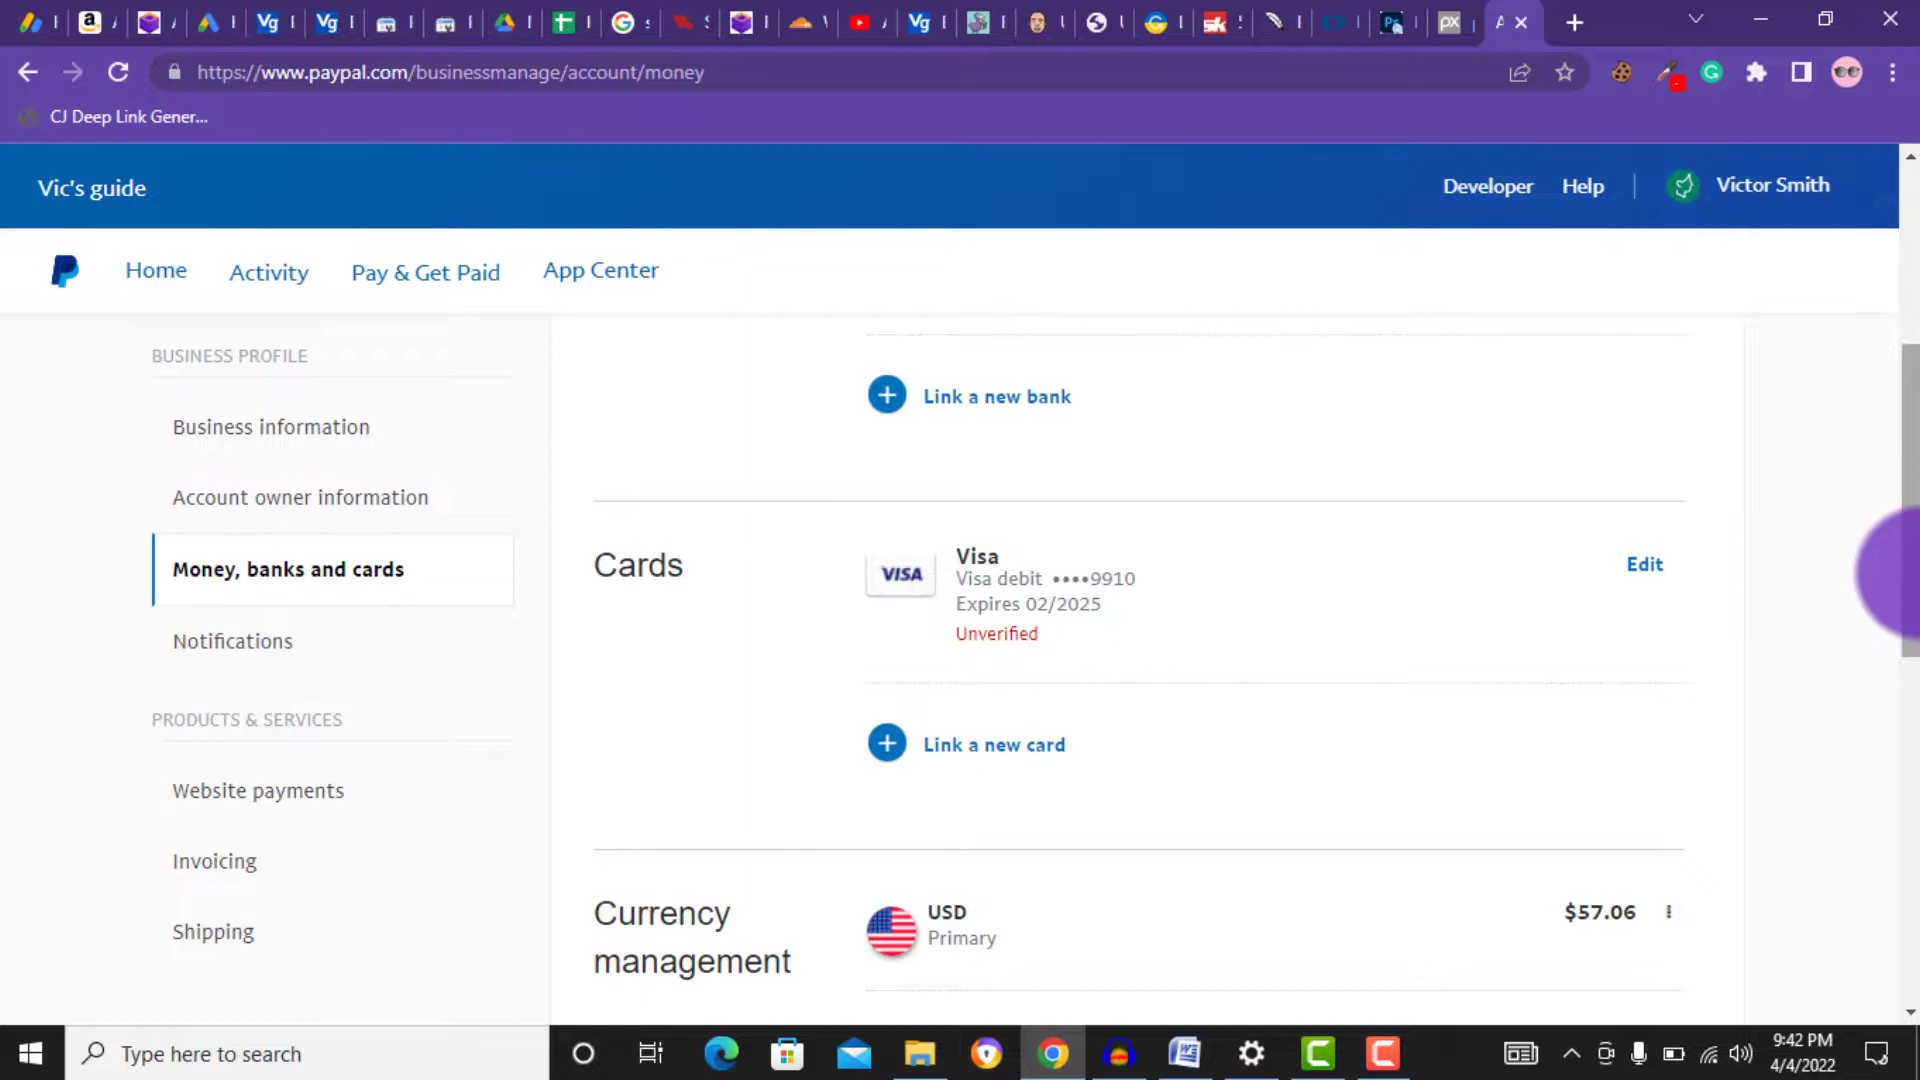 https://www.paypal.com/businessmanage/account/money
CJ Deep Link Gener...
Vic's guide
Developer
Help
Victor Smith
Home
Activity
Pay & Get Paid
App Center
BUSINESS PROFILE
Business information
Account owner information
Money, banks and cards
Notifications
PRODUCTS & SERVICES
Website payments
Invoicing
Shipping
Link a new bank
Cards
VISA
Visa
Visa debit ••••9910
Expires 02/2025
Unverified
Edit
Link a new card
Currency
management
USD
Primary
$57.06
Type here to search
9:42 PM
4/4/2022